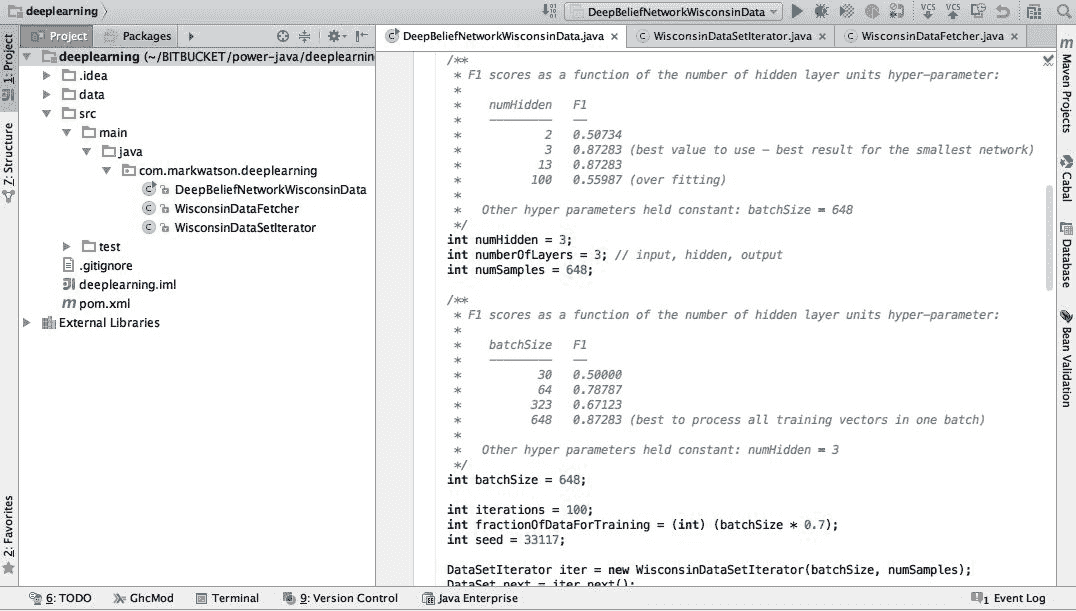 deeplearning
DeepBeliefNetworkWisconsinData
VCS
VCS
Project
Packages
DeepBeliefNetworkWisconsinData.java ×
WisconsinDataSetIterator.java ×
WisconsinDataFetcher.java ×
1: Project
Z: Structure
2: Favorites
deeplearning (~/BITBUCKET/power-java/deeplearnin
.idea
data
src
main
java
com.markwatson.deeplearning
DeepBeliefNetworkWisconsinData
WisconsinDataFetcher
WisconsinDataSetIterator
test
.gitignore
deeplearning.iml
pom.xml
External Libraries
/**
* F1 scores as a function of the number of hidden layer units hyper-parameter:
*
* numHidden F1
* ───────── ──
* 2 0.50734
* 3 0.87283 (best value to use – best result for the smallest network)
* 13 0.87283
* 100 0.55987 (over fitting)
*
* Other hyper parameters held constant: batchSize = 648
*/
int numHidden = 3;
int numberOfLayers = 3; // input, hidden, output
int numSamples = 648;
/**
* F1 scores as a function of the number of hidden layer units hyper-parameter:
*
* batchSize F1
* ───────── ──
* 30 0.50000
* 64 0.78787
* 323 0.67123
* 648 0.87283 (best to process all training vectors in one batch)
*
* Other hyper parameters held constant: numHidden = 3
*/
int batchSize = 648;
int iterations = 100;
int fractionOfDataForTraining = (int) (batchSize * 0.7);
int seed = 33117;
DataSetIterator iter = new WisconsinDataSetIterator(batchSize, numSamples);
DataSet next = iter.next();
m Maven Projects
Cabal
Database
Bean Validation
6: TODO
GhcMod
Terminal
9: Version Control
Java Enterprise
1 Event Log